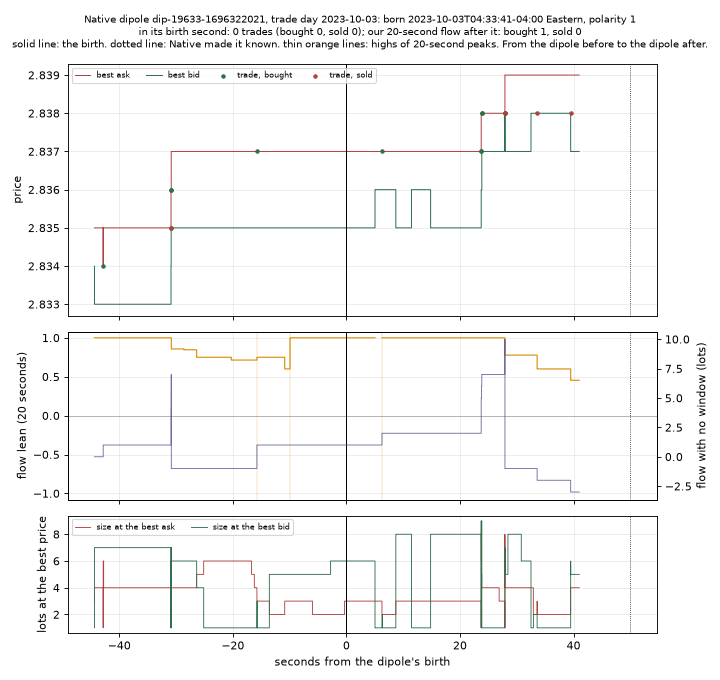 Native dipole dip-19633-1696322021, trade day 2023-10-03: born 2023-10-03T04:33:41-04:00 Eastern, polarity 1
in its birth second: 0 trades (bought 0, sold 0); our 20-second flow after it: bought 1, sold 0
solid line: the birth. dotted line: Native made it known. thin orange lines: highs of 20-second peaks. From the dipole before to the dipole after.
best ask
best bid
trade, bought
trade, sold
price
2.839
2.838
2.837
2.836
2.835
2.834
2.833
flow lean (20 seconds)
1.0
0.5
0.0
−0.5
−1.0
10.0
7.5
5.0
2.5
0.0
−2.5
flow with no window (lots)
size at the best ask
size at the best bid
lots at the best price
8
6
4
2
−40
−20
0
20
40
seconds from the dipole's birth